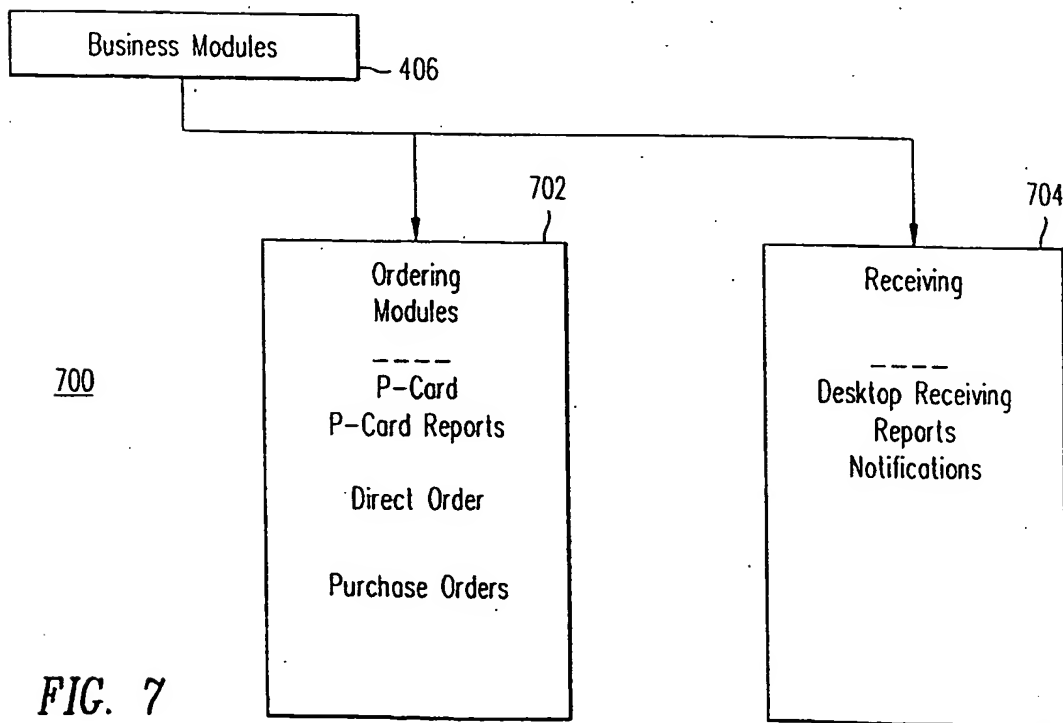 Business Modules
406
702
704
Ordering
Modules
P-Card
P-Card Reports
Direct Order
Purchase Orders
Receiving
Desktop Receiving
Reports
Notifications
700
FIG. 7